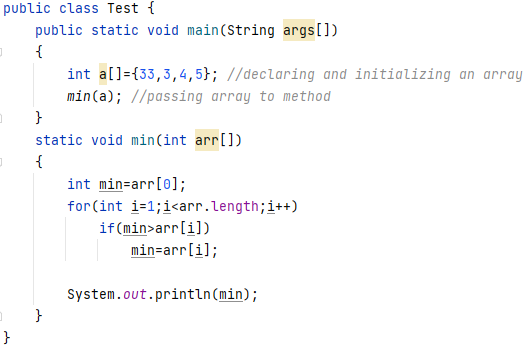 public class Test {
    public static void main(String args[])
    {
        int a[]={33,3,4,5}; //declaring and initializing an array
        min(a); //passing array to method
    }
    static void min(int arr[])
    {
        int min=arr[0];
        for(int i=1;i<arr.length;i++)
            if(min>arr[i])
                min=arr[i];

        System.out.println(min);
    }
}